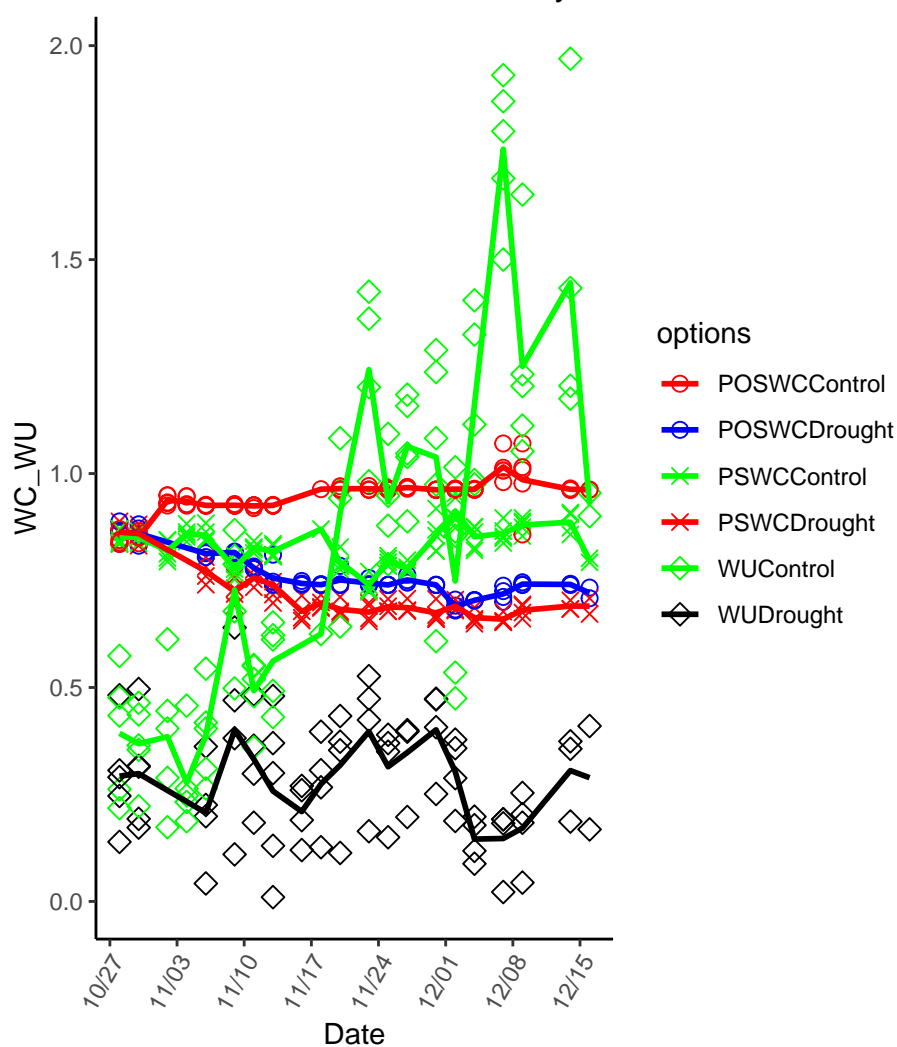 2.0
1.5
1.0
0.5
0.0
WC_WU
10/27
11/03
11/10
11/17
11/24
12/01
12/08
12/15
Date
options
POSWCControl
POSWCDrought
PSWCControl
PSWCDrought
WUControl
WUDrought